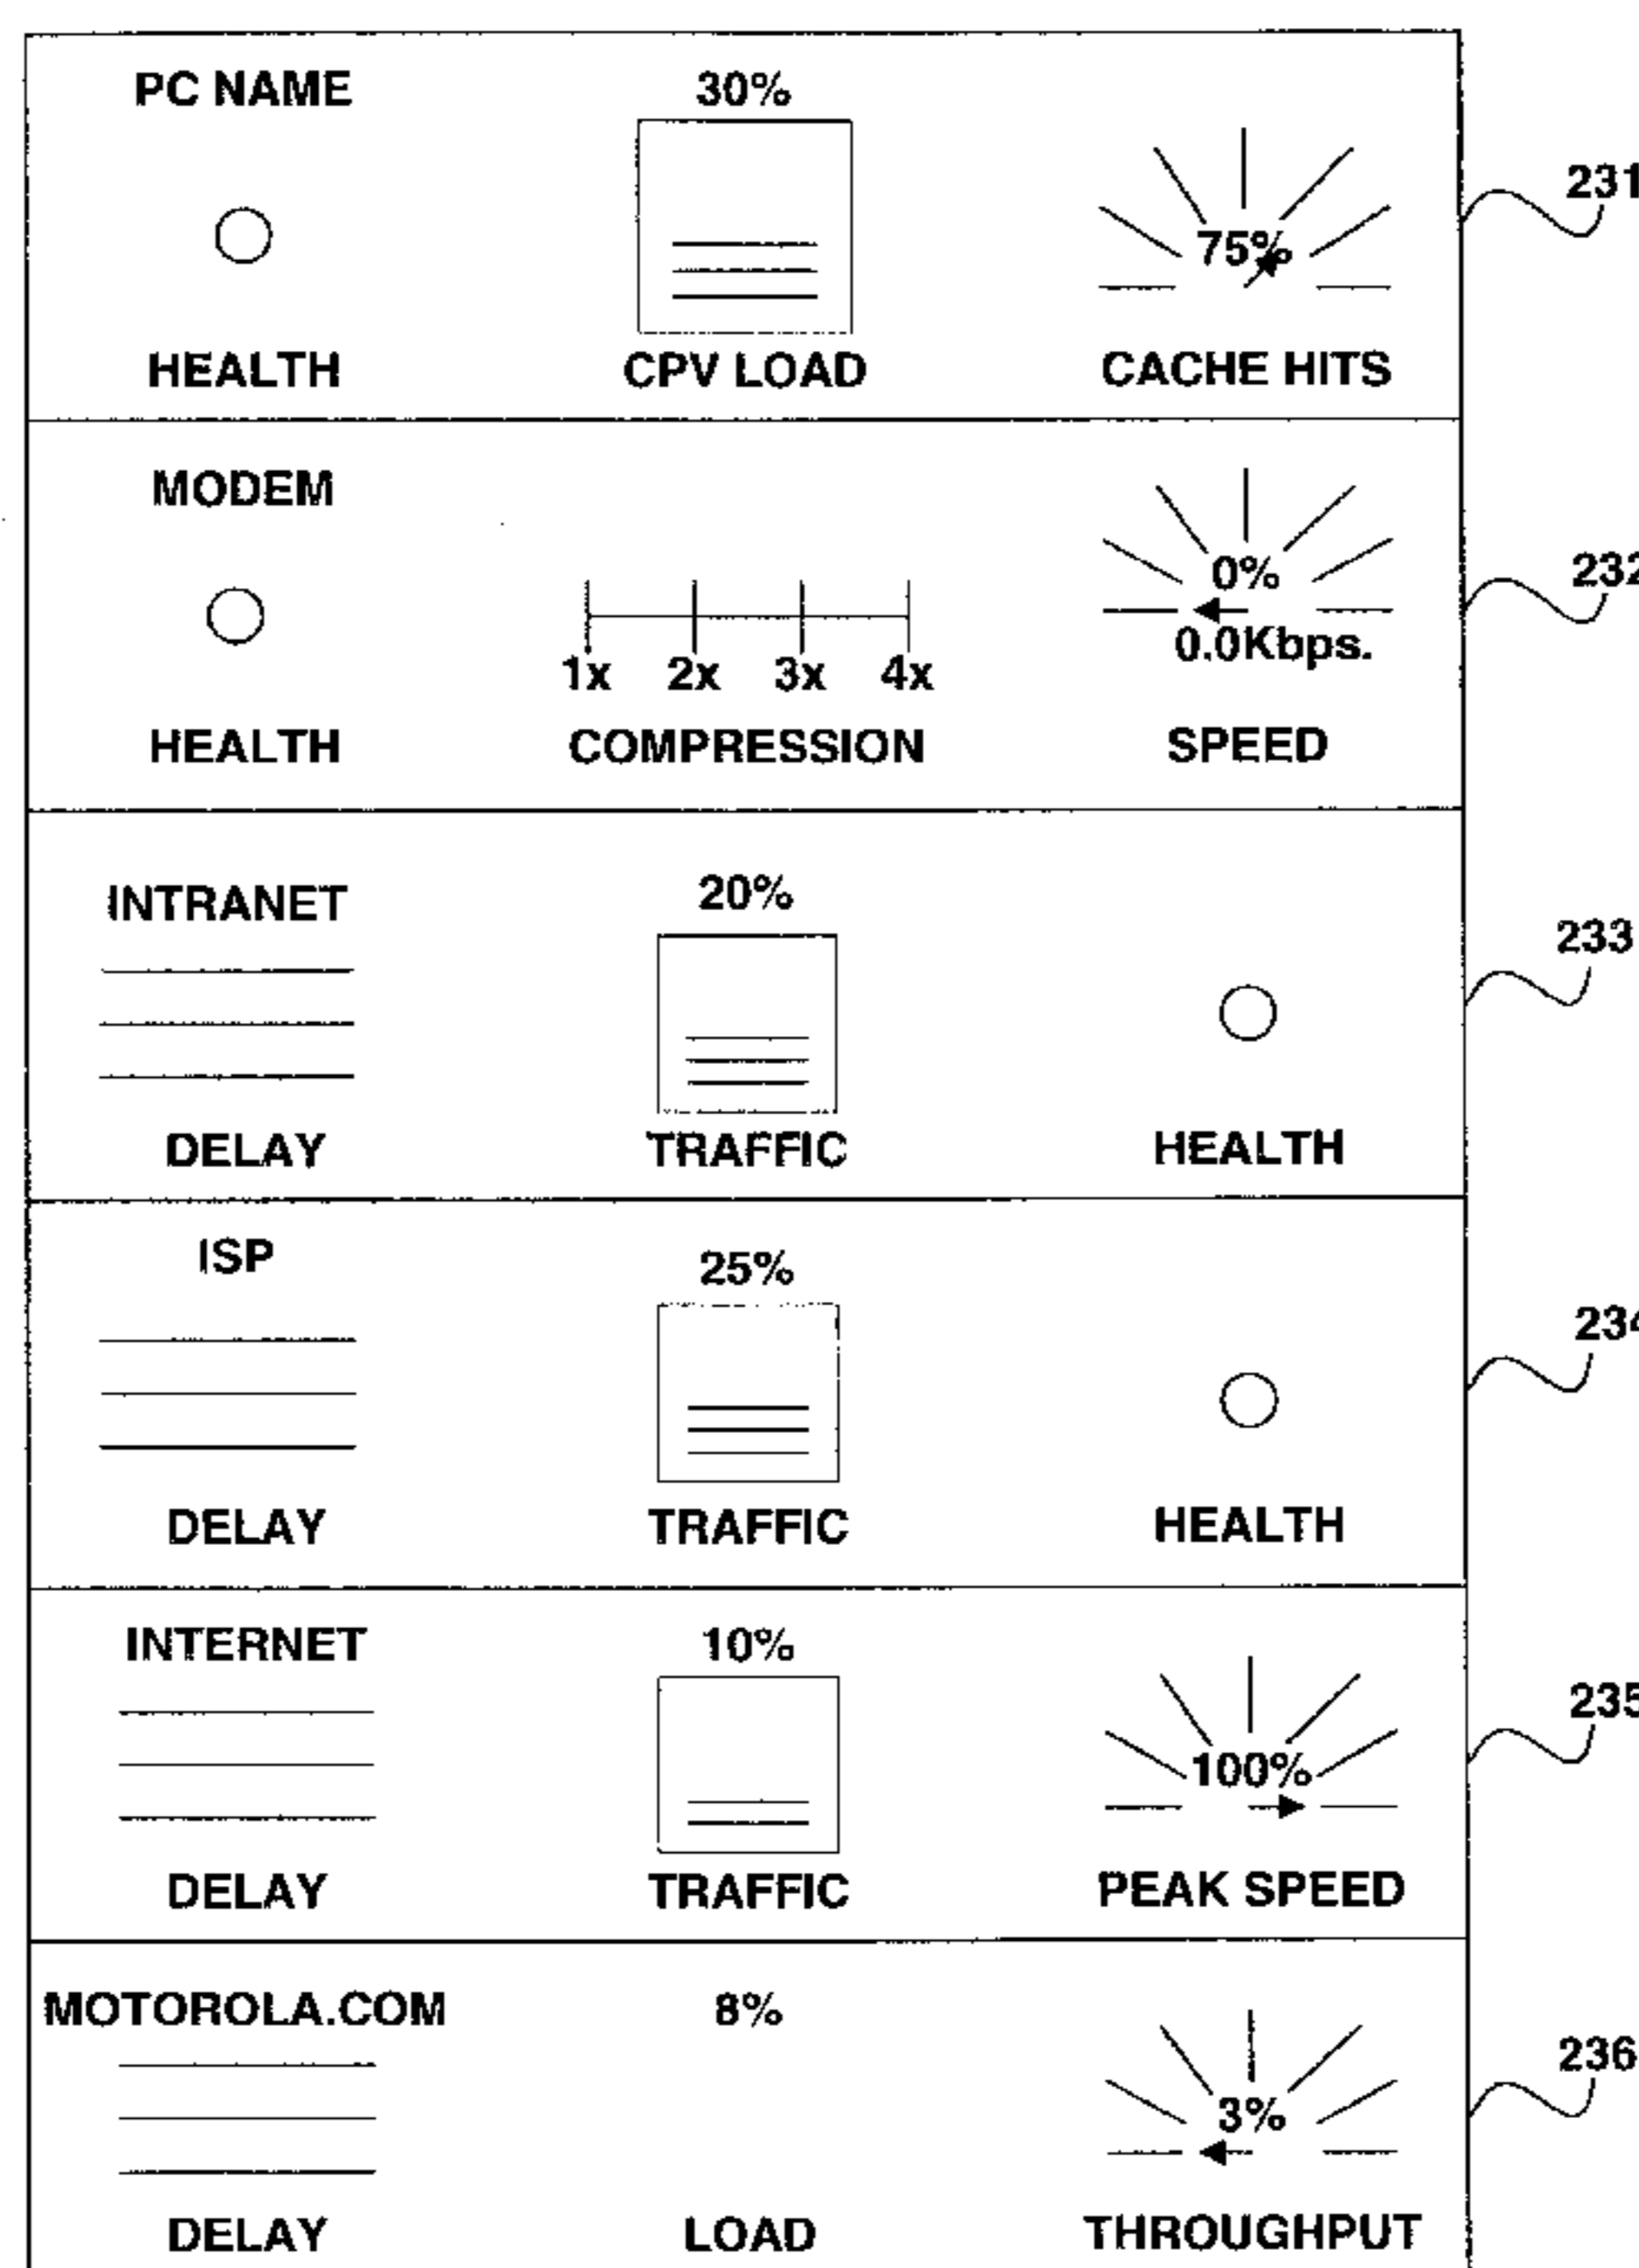 PC NAME 30%
75%
231
HEALTH CPV LOAD CACHE HITS
MODEM
0%
232
0.0Kbps.
1x 2x 3x 4x
HEALTH COMPRESSION SPEED
INTRANET 20%
233
DELAY TRAFFIC HEALTH
ISP 25%
234
DELAY TRAFFIC HEALTH
INTERNET 10%
235
100%
DELAY TRAFFIC PEAK SPEED
MOTOROLA.COM 8%
236
3%
DELAY LOAD THROUGHPUT